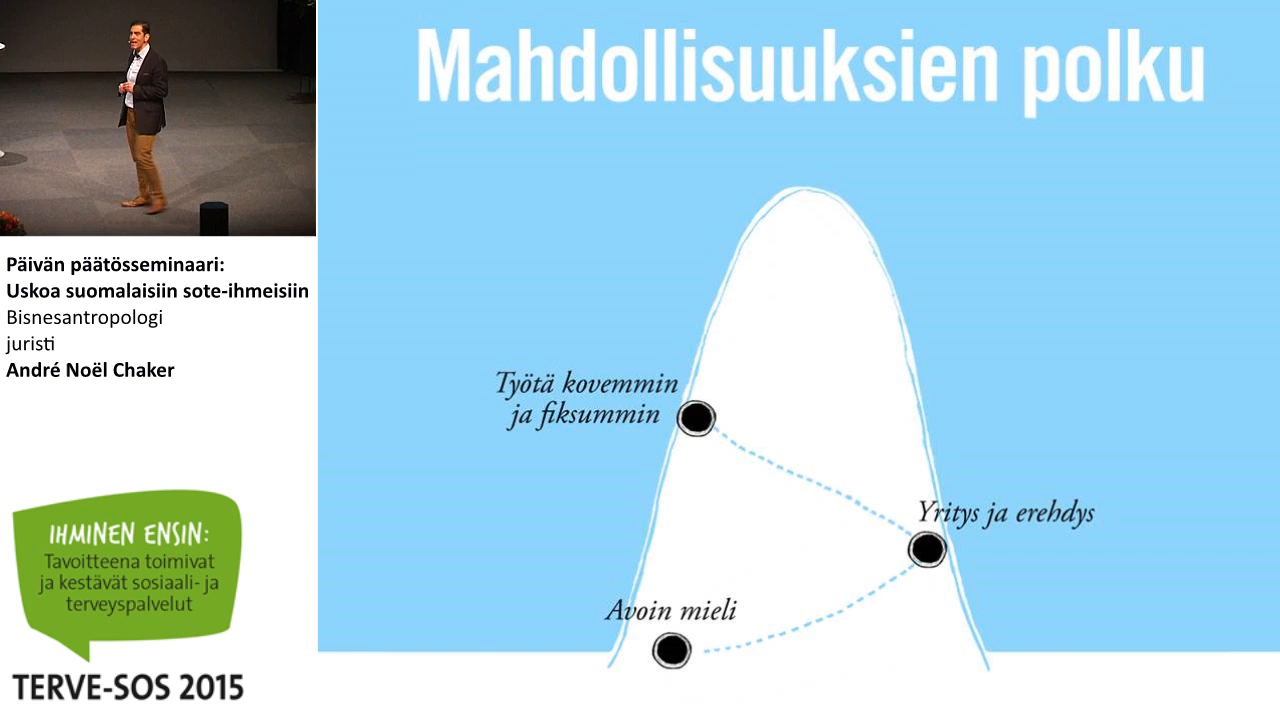 Mahdollisuuksien polku
Päivän päätösseminaari:
Uskoa suomalaisiin sote-ihmeisiin
Bisnesantropologi
juristi
André Noël Chaker
Työtä kovemmin
ja fiksummin
Yritys ja erehdys
Avoin mieli
IHMINEN ENSIN:
Tavoitteena toimivat
ja kestävät sosiaali- ja
terveyspalvelut
TERVE-SOS 2015